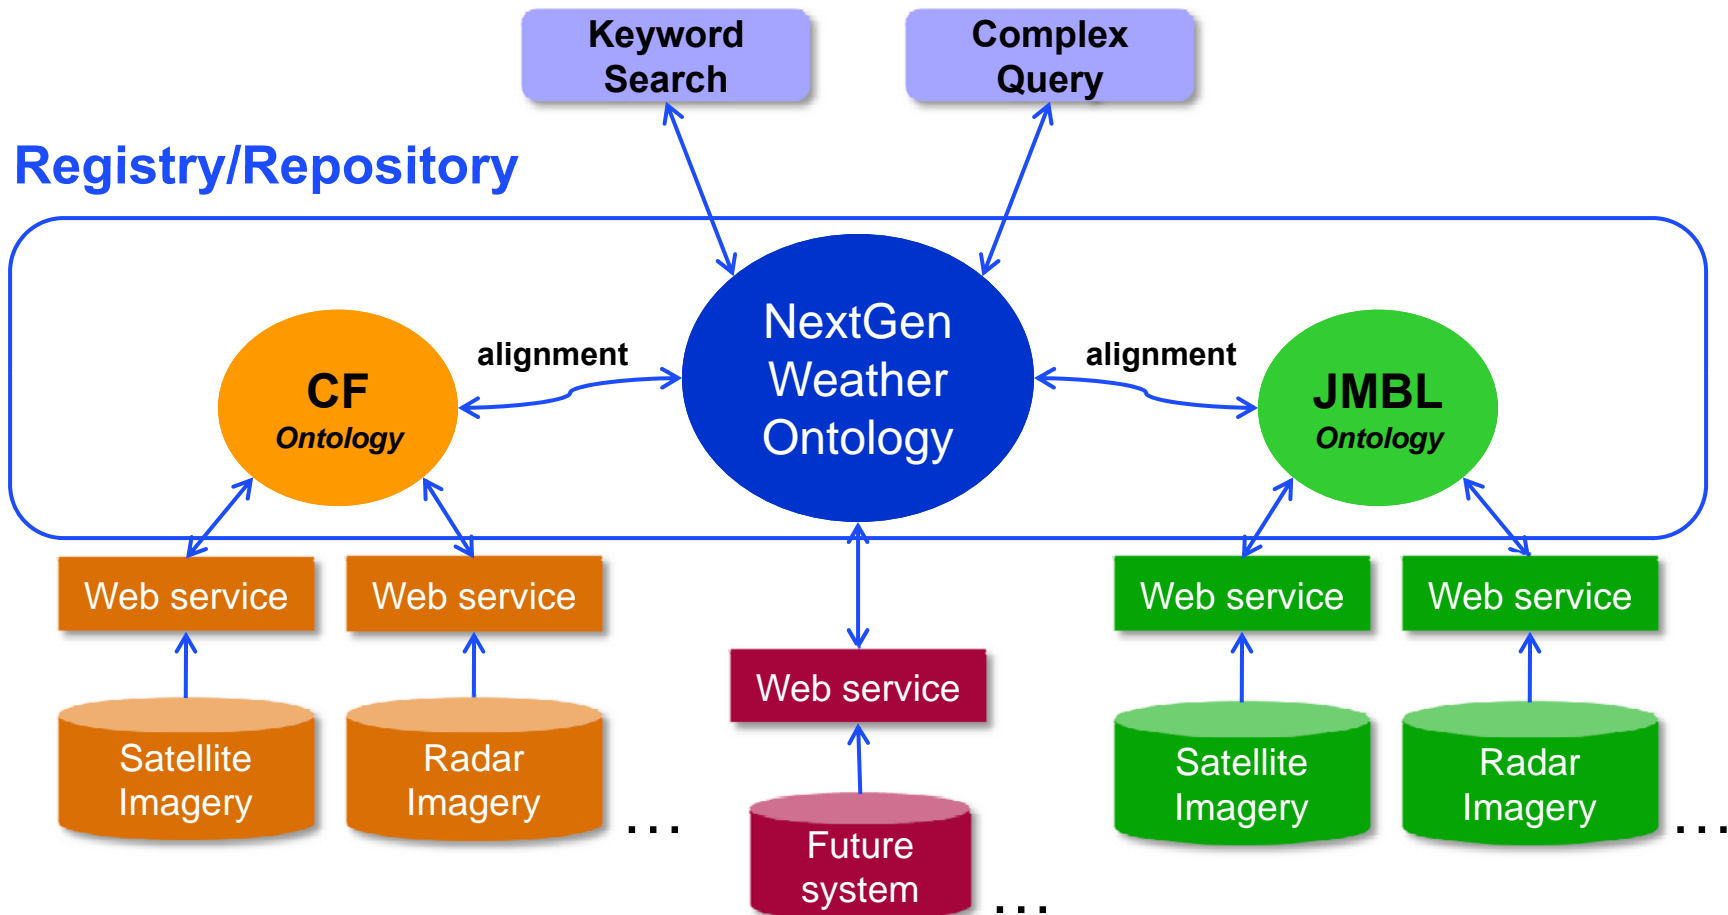 Keyword
Search
Complex
Query
Registry/Repository
NextGen
Weather
Ontology
alignment
alignment
CF
Ontology
JMBL
Ontology
Web service
Web service
Web service
Web service
Web service
Satellite
Imagery
Radar
Imagery
...
Future
system
...
Satellite
Imagery
Radar
Imagery
...